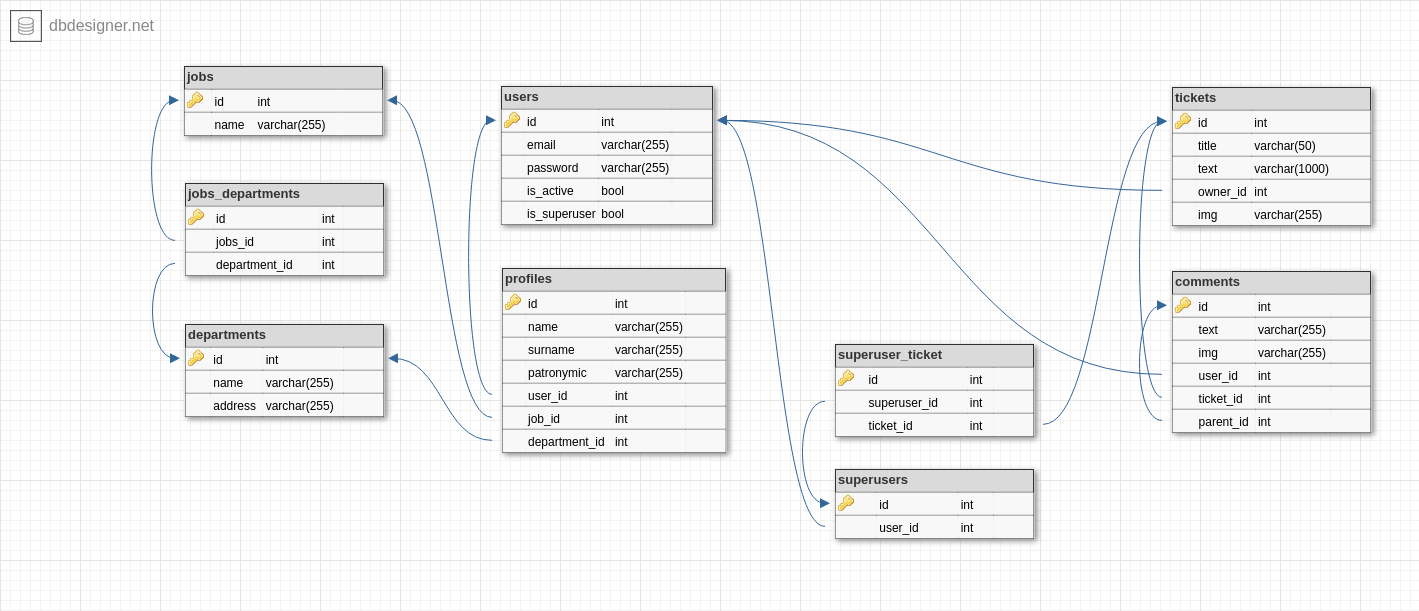 dbdesigner.net
jobs
id int
name varchar(255)
jobs_departments
id int
jobs_id int
department_id int
departments
id int
name varchar(255)
address varchar(255)
users
id int
email varchar(255)
password varchar(255)
is_active bool
is_superuser bool
profiles
id int
name varchar(255)
surname varchar(255)
patronymic varchar(255)
user_id int
job_id int
department_id int
superuser_ticket
id int
superuser_id int
ticket_id int
superusers
id int
user_id int
tickets
id int
title varchar(50)
text varchar(1000)
owner_id int
img varchar(255)
comments
id int
text varchar(255)
img varchar(255)
user_id int
ticket_id int
parent_id int